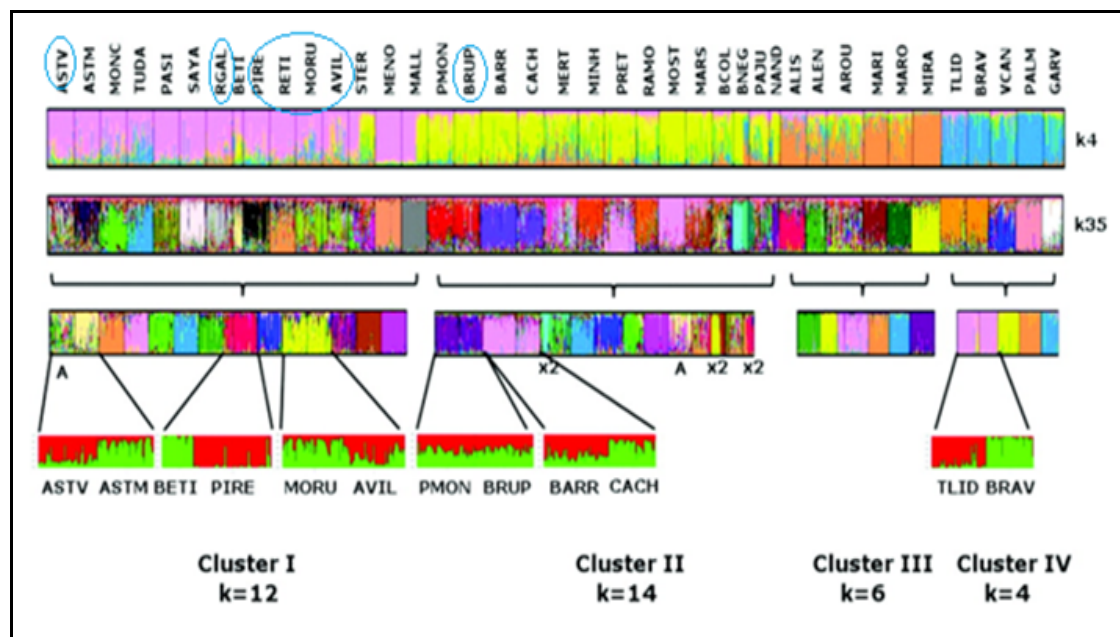 ASTV ASTM MONC TUDA PASI SAYA RGAL BETI PIRE RETI MORU AVIL STER MENO MALL PMON BRUP BARR CACH MERT MINH PRET RAMO MOST MARS BCOL BNEG PAJU NAND ALIS ALEN AROU MARI MARO MIRA TLID BRAV VCAN PALM GARV
k4
k35
A x2 A x2 x2
ASTV ASTM BETI PIRE MORU AVIL PMON BRUP BARR CACH TLID BRAV
Cluster I Cluster II Cluster III Cluster IV
k=12 k=14 k=6 k=4